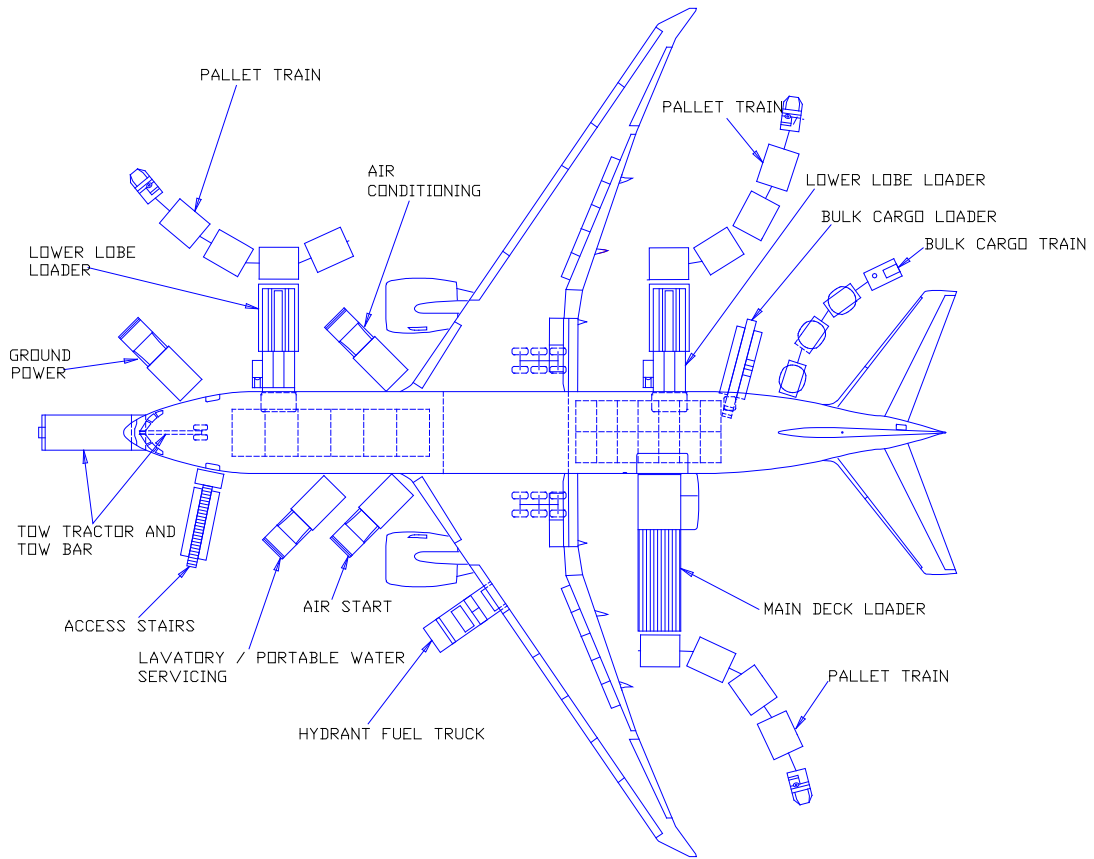 PALLET TRAIN
PALLET TRAIN
AIR
CONDITIONING
LOWER LOBE LOADER
BULK CARGO LOADER
BULK CARGO TRAIN
LOWER LOBE
LOADER
GROUND
POWER
TOW TRACTOR AND
TOW BAR
ACCESS STAIRS
AIR START
MAIN DECK LOADER
LAVATORY / PORTABLE WATER
SERVICING
PALLET TRAIN
HYDRANT FUEL TRUCK